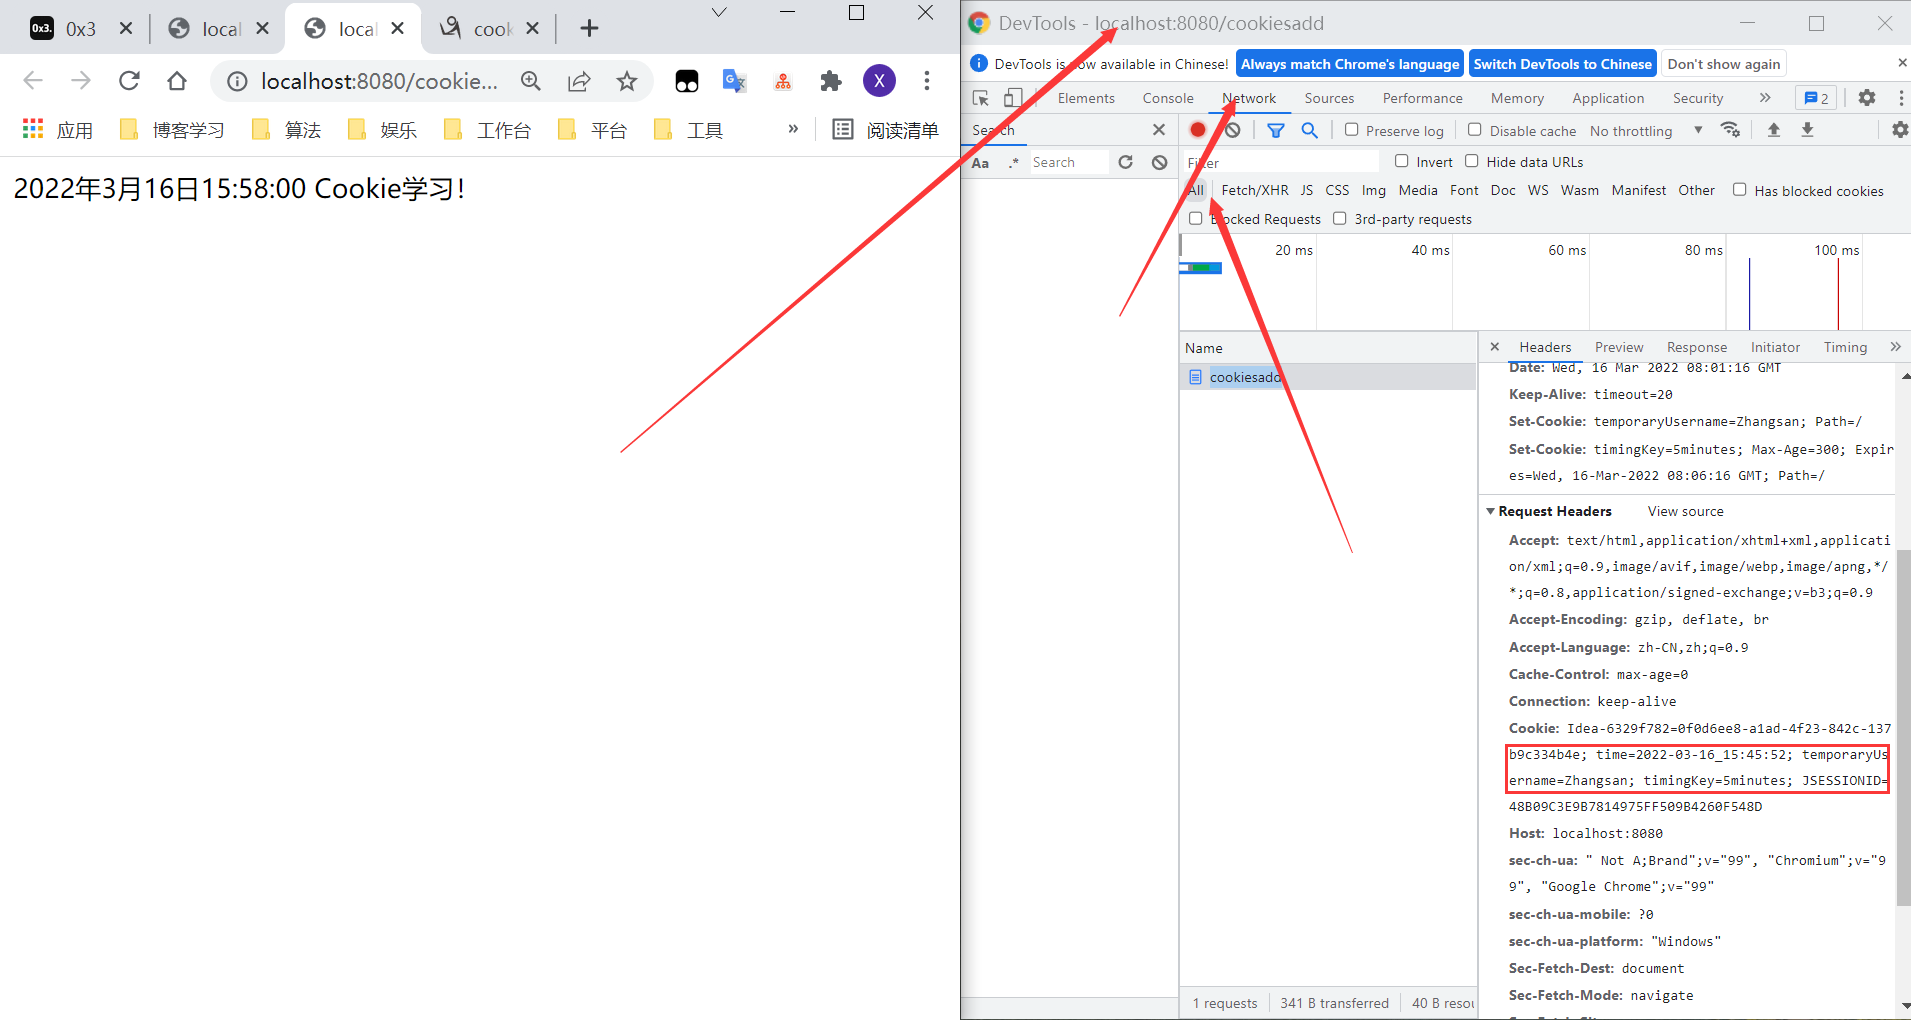 0x3.
0x3
local
local
cook
localhost:8080/cookie...
X
应用
博客学习
算法
娱乐
工作台
平台
工具
»
阅读清单
2022年3月16日15:58:00 Cookie学习！
DevTools - localhost:8080/cookiesadd
DevTools is now available in Chinese!
Always match Chrome's language
Switch DevTools to Chinese
Don't show again
Elements
Console
Network
Sources
Performance
Memory
Application
Security
»
2
Search
Preserve log
Disable cache
No throttling
Aa
.*
Search
Filter
Invert
Hide data URLs
All
Fetch/XHR
JS
CSS
Img
Media
Font
Doc
WS
Wasm
Manifest
Other
Has blocked cookies
Blocked Requests
3rd-party requests
20 ms
40 ms
60 ms
80 ms
100 ms
Name
cookiesadd
Headers
Preview
Response
Initiator
Timing
»
Date: Wed, 16 Mar 2022 08:01:16 GMT
Keep-Alive: timeout=20
Set-Cookie: temporaryUsername=Zhangsan; Path=/
Set-Cookie: timingKey=5minutes; Max-Age=300; Expir
es=Wed, 16-Mar-2022 08:06:16 GMT; Path=/
Request Headers
View source
Accept: text/html,application/xhtml+xml,applicati
on/xml;q=0.9,image/avif,image/webp,image/apng,*/
*;q=0.8,application/signed-exchange;v=b3;q=0.9
Accept-Encoding: gzip, deflate, br
Accept-Language: zh-CN,zh;q=0.9
Cache-Control: max-age=0
Connection: keep-alive
Cookie: Idea-6329f782=0f0d6ee8-a1ad-4f23-842c-137
b9c334b4e; time=2022-03-16_15:45:52; temporaryUs
ername=Zhangsan; timingKey=5minutes; JSESSIONID=
48B09C3E9B7814975FF509B4260F548D
Host: localhost:8080
sec-ch-ua: " Not A;Brand";v="99", "Chromium";v="9
9", "Google Chrome";v="99"
sec-ch-ua-mobile: ?0
sec-ch-ua-platform: "Windows"
Sec-Fetch-Dest: document
Sec-Fetch-Mode: navigate
1 requests
341 B transferred
40 B resou